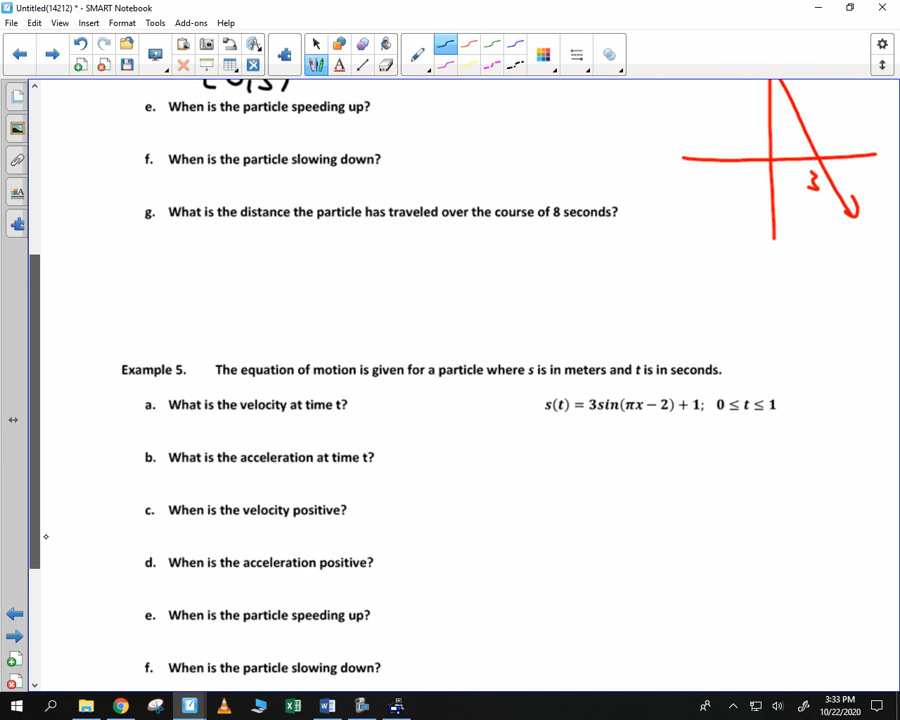 Untitled(14212) * - SMART Notebook
File Edit View Insert Format Tools Add-ons Help
e. When is the particle speeding up?
f. When is the particle slowing down?
3
g. What is the distance the particle has traveled over the course of 8 seconds?
Example 5. The equation of motion is given for a particle where s is in meters and t is in seconds.
a. What is the velocity at time t? s(t) = 3sin(πx − 2) + 1; 0 ≤ t ≤ 1
b. What is the acceleration at time t?
c. When is the velocity positive?
d. When is the acceleration positive?
e. When is the particle speeding up?
f. When is the particle slowing down?
3:33 PM
10/22/2020